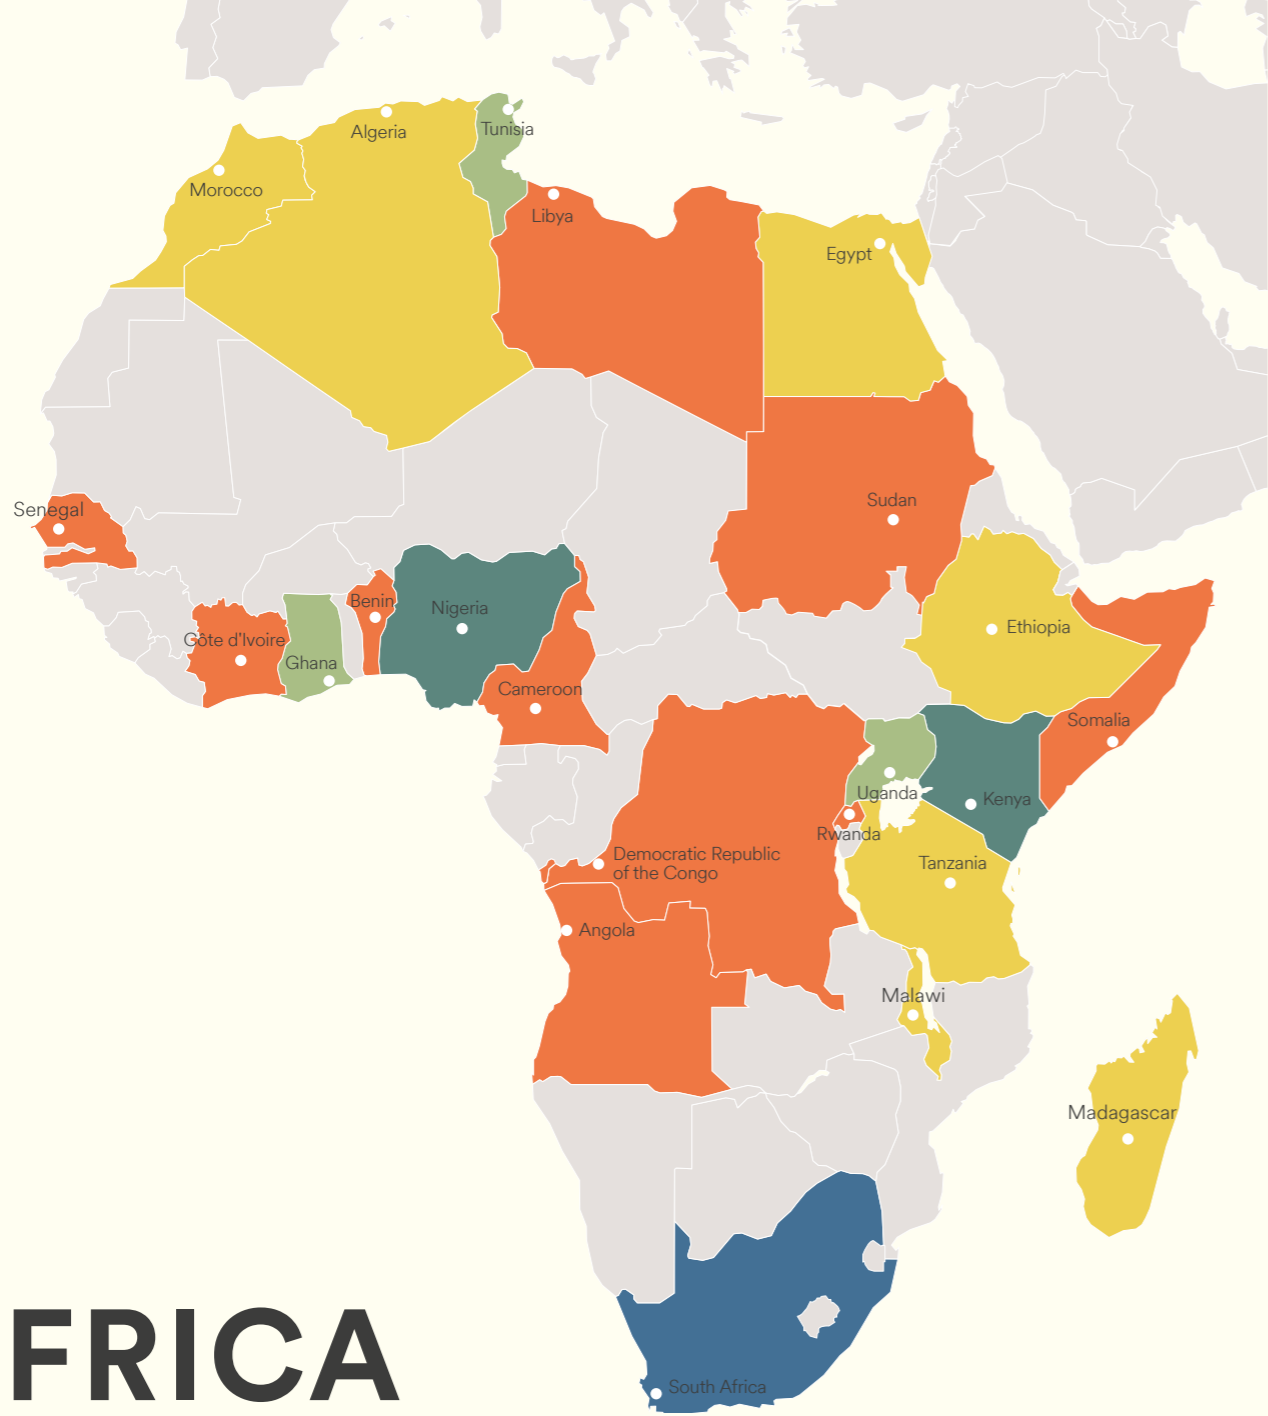 Algeria
Tunisia
Morocco
Libya
Egypt
Senegal
Sudan
Benin
Nigeria
Ethiopia
Côte d'Ivoire
Ghana
Cameroon
Somalia
Uganda
Kenya
Rwanda
Democratic Republic
of the Congo
Tanzania
Angola
Malawi
Madagascar
South Africa
FRICA